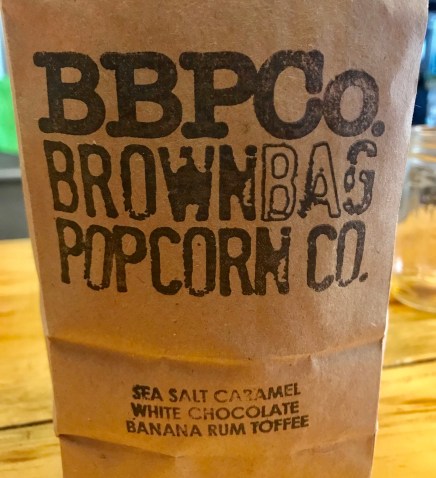 BBPCo.
BROWNBAG
POPCORN CO.
SEA SALT CARAMEL
WHITE CHOCOLATE
BANANA RUM TOFFEE